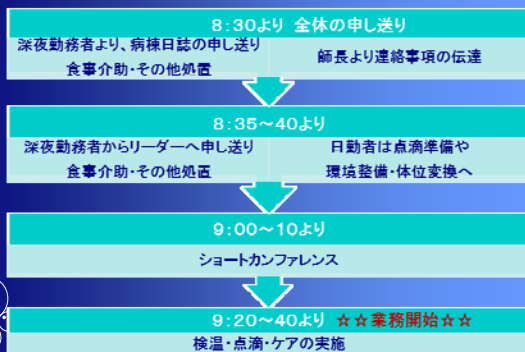 8:30より 全体の申し送り
深夜勤務者より、病棟日誌の申し送り
食事介助・その他処置
師長より連絡事項の伝達
8:35～40より
深夜勤務者からリーダーへ申し送り
食事介助・その他処置
日勤者は点滴準備や
環境整備・体位変換へ
9:00～10より
ショートカンファレンス
9:20～40より ☆☆業務開始☆☆
検温・点滴・ケアの実施